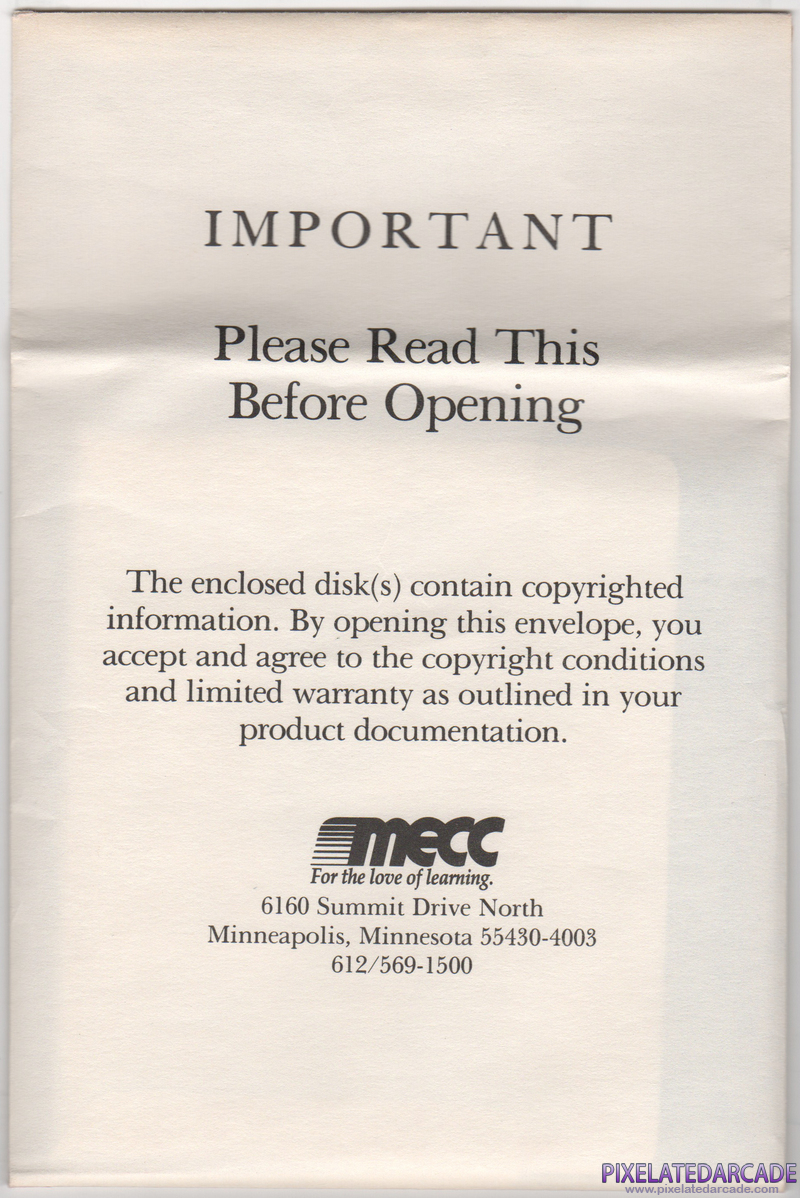 IMPORTANT
Please Read This
Before Opening
The enclosed disk(s) contain copyrighted
information. By opening this envelope, you
accept and agree to the copyright conditions
and limited warranty as outlined in your
product documentation.
mecc
For the love of learning.
6160 Summit Drive North
Minneapolis, Minnesota 55430-4003
612/569-1500
PIXELATEDARCADE
www.pixelatedarcade.com